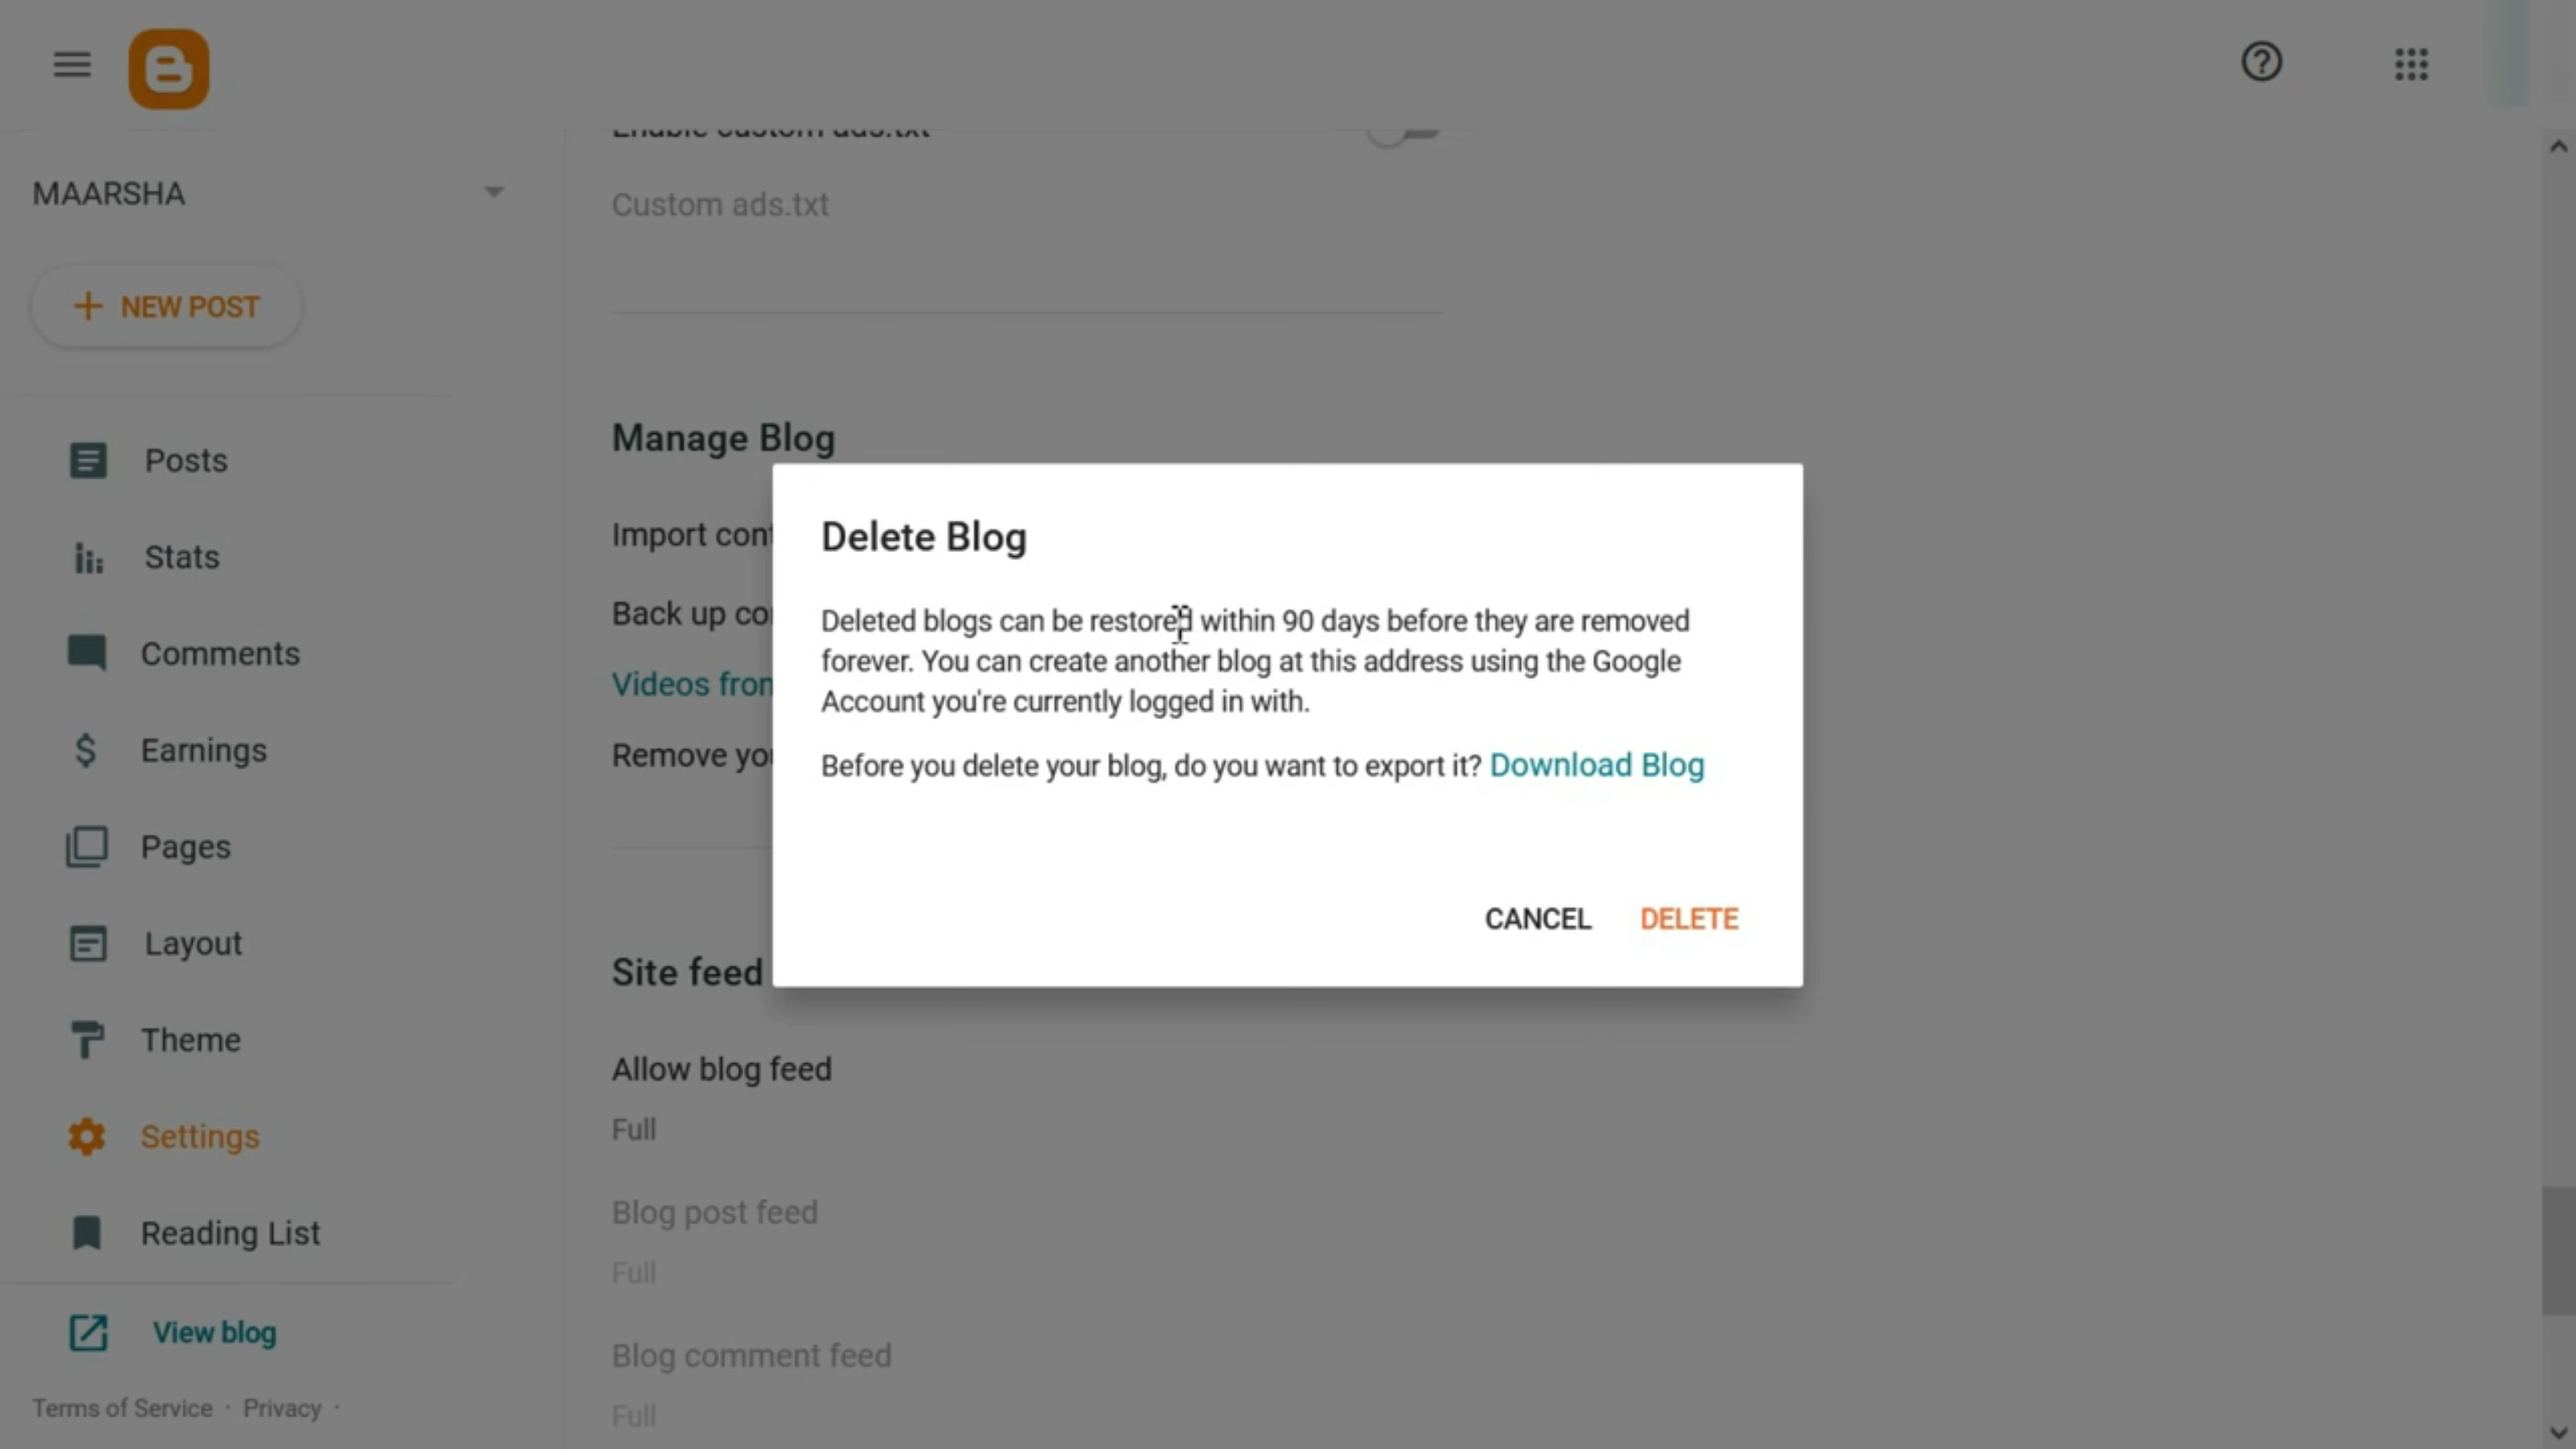 Enable custom ads.txt
MAARSHA
Custom ads.txt
NEW POST
Manage Blog
Posts
Delete Blog
Import con
Stats
Back up co
Deleted blogs can be restored within 90 days before they are removed
forever. You can create another blog at this address using the Google
Account you're currently logged in with.
Comments
Videos fron
Earnings
Remove yo
Before you delete your blog, do you want to export it? Download Blog
Pages
CANCEL DELETE
Layout
Site feed
Theme
Allow blog feed
Full
Settings
Blog post feed
Reading List
Full
View blog
Blog comment feed
Terms of Service · Privacy ·
Full